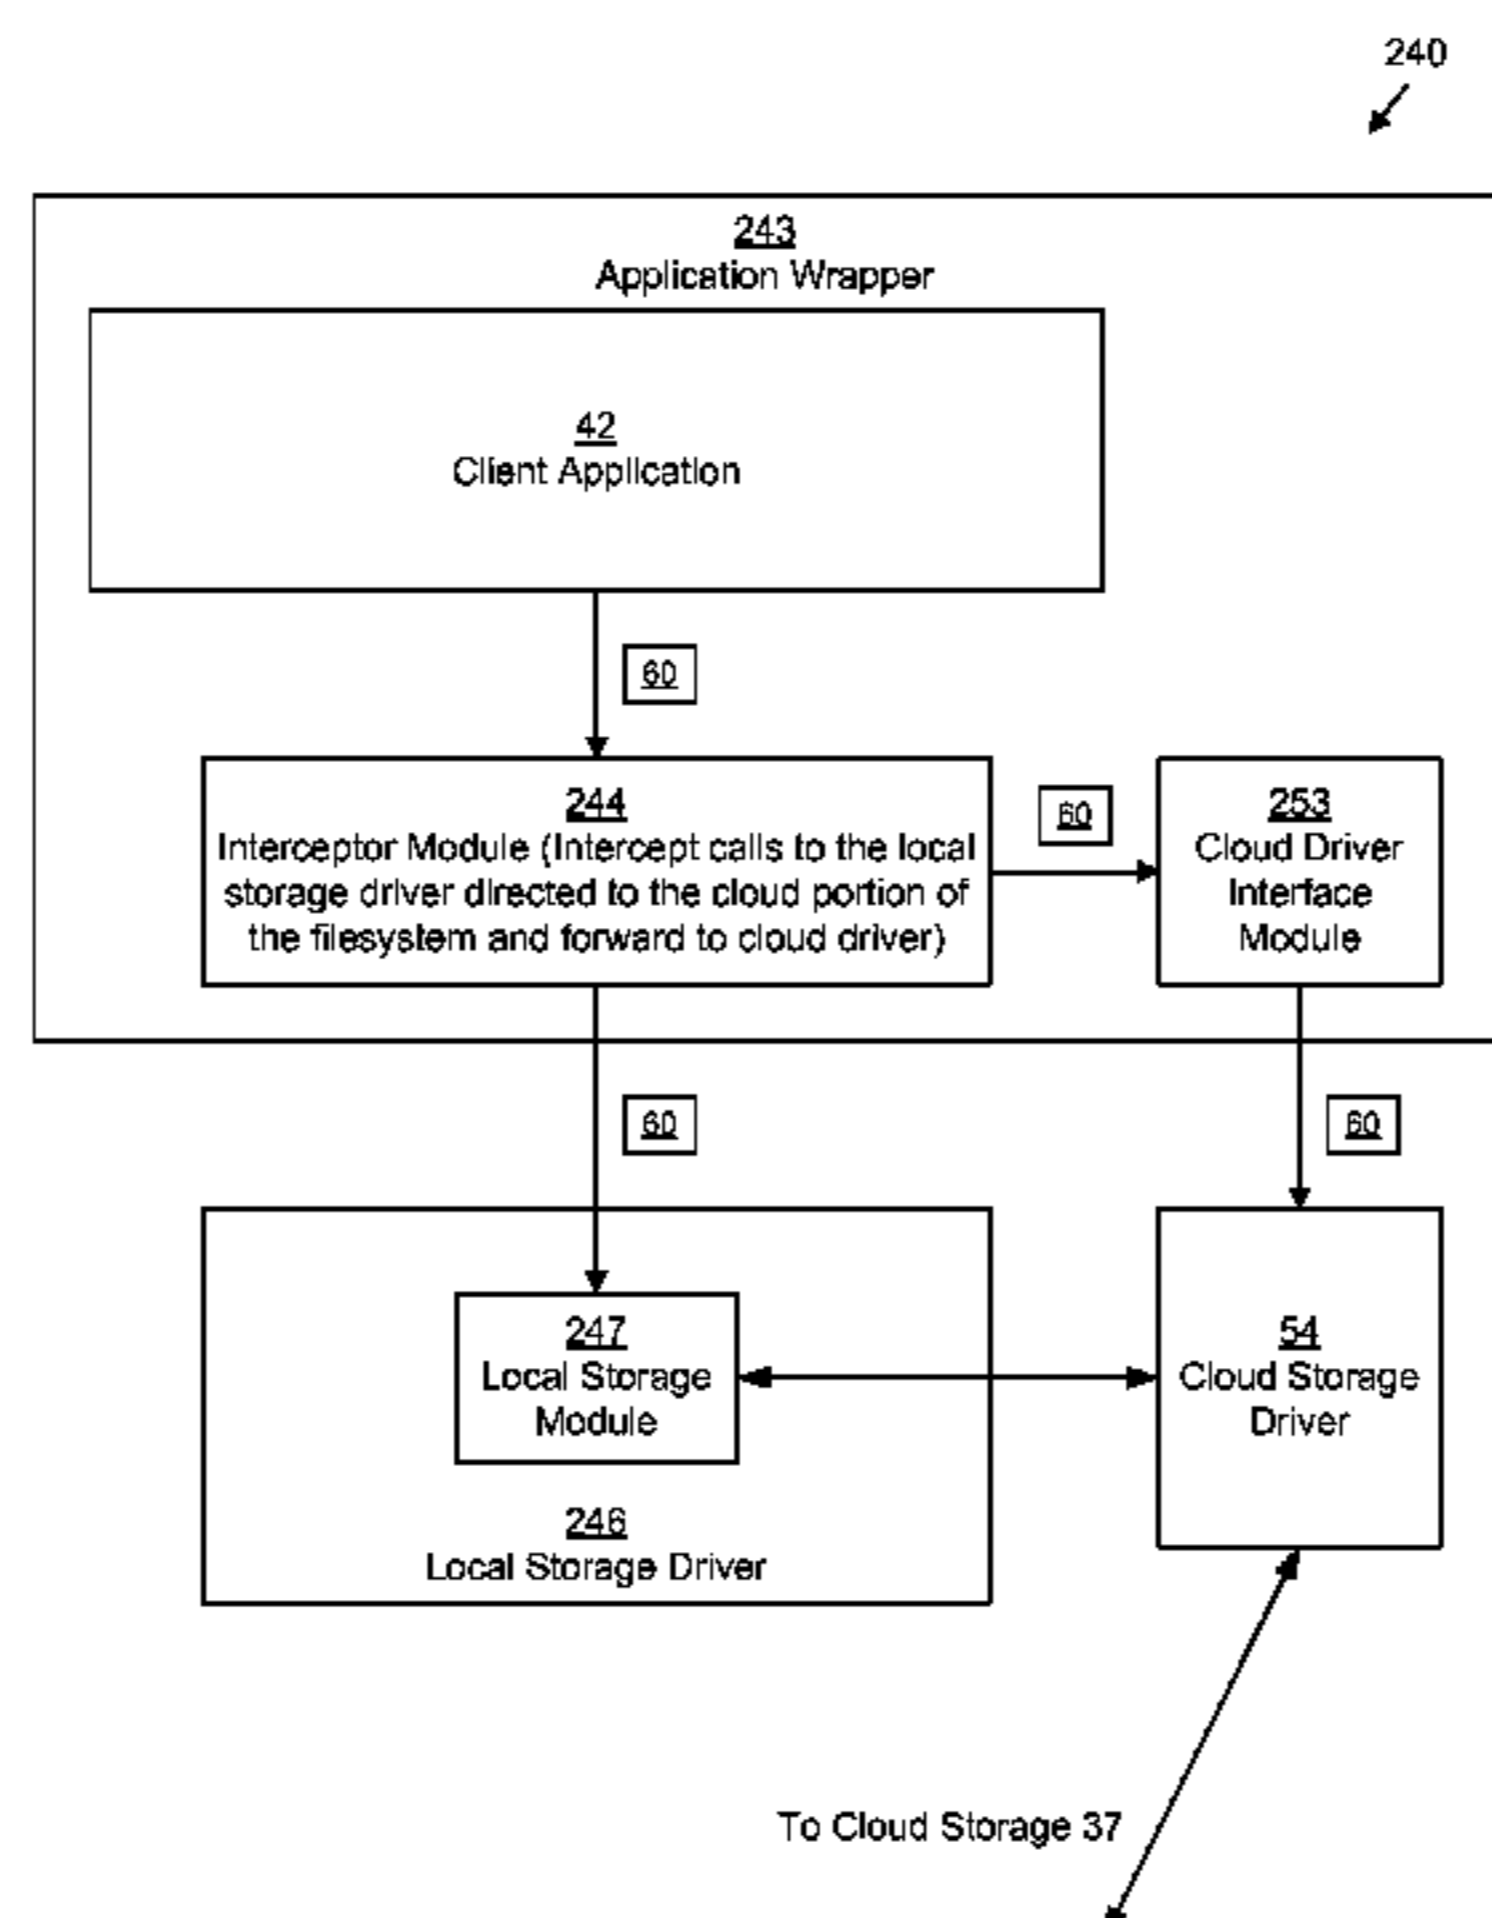 240
243
Application Wrapper
42
Client Application
60
244
Interceptor Module (Intercept calls to the local
storage driver directed to the cloud portion of
the filesystem and forward to cloud driver)
60
253
Cloud Driver
Interface
Module
60
60
247
Local Storage
Module
54
Cloud Storage
Driver
246
Local Storage Driver
To Cloud Storage 37